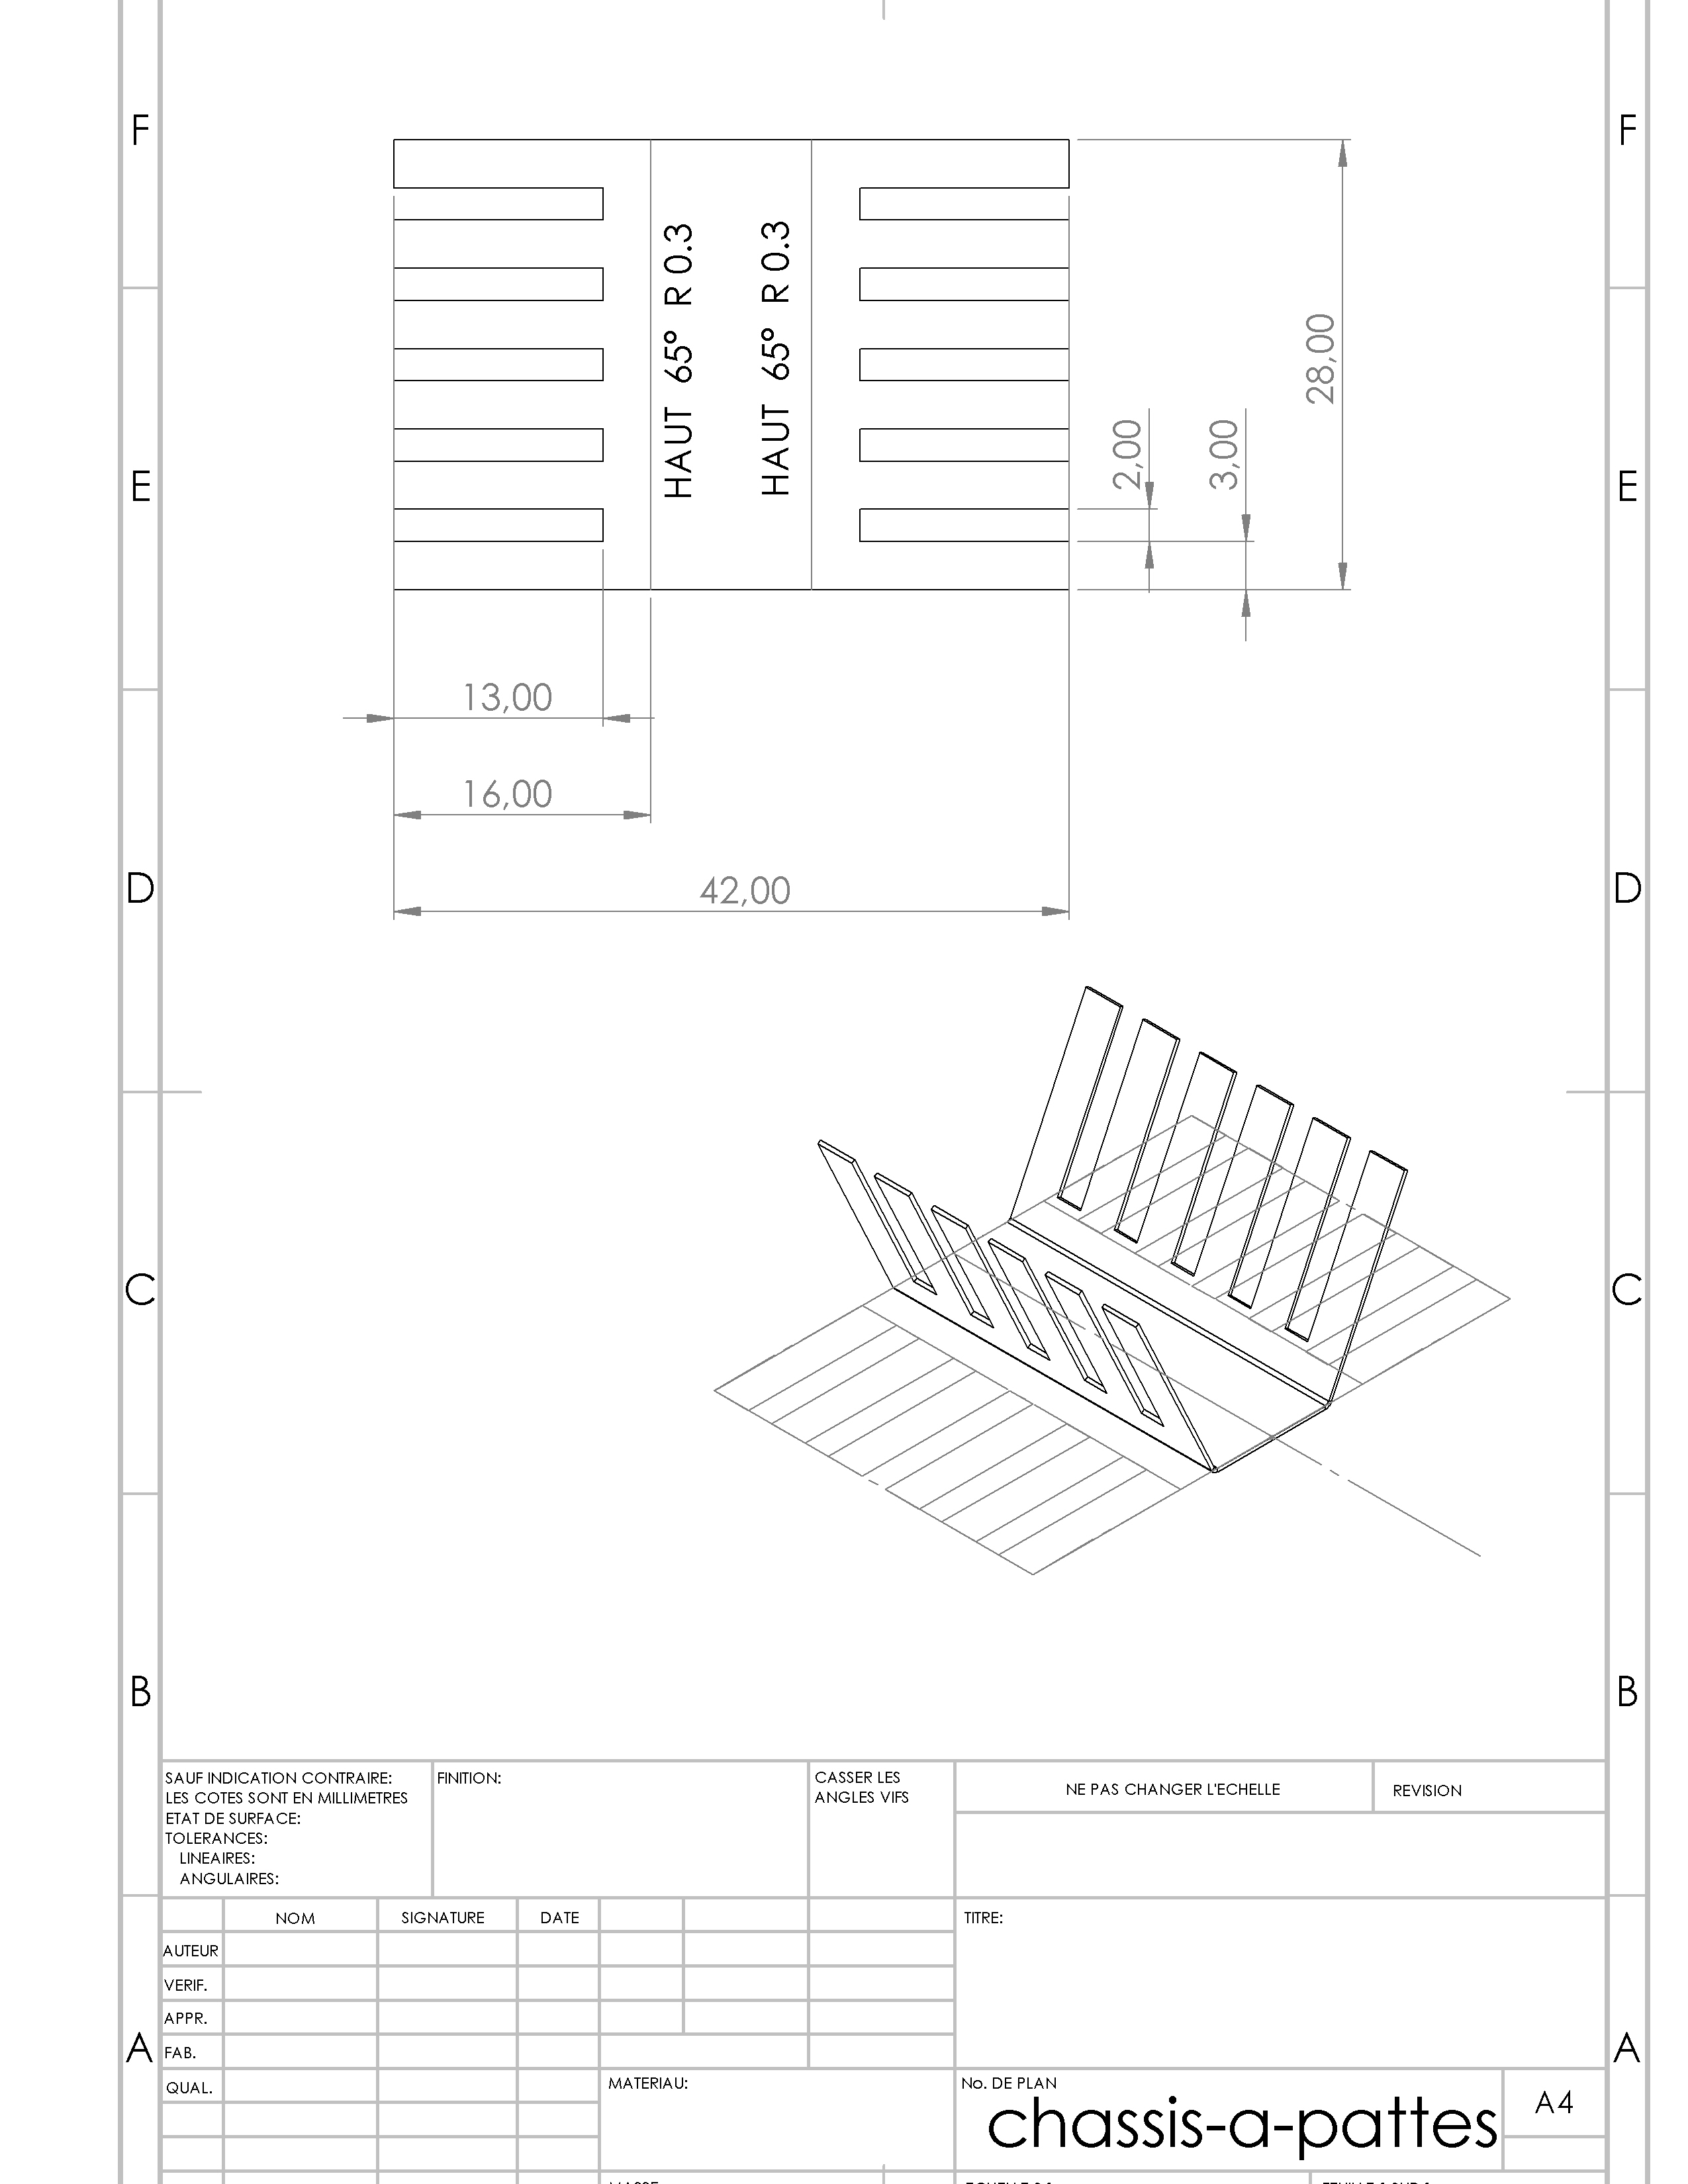 F
F
HAUT 65° R 0.3
HAUT 65° R 0.3
28,00
2,00
3,00
E
E
13,00
16,00
D
D
42,00
C
C
B
B
SAUF INDICATION CONTRAIRE:
LES COTES SONT EN MILLIMETRES
ETAT DE SURFACE:
TOLERANCES:
LINEAIRES:
ANGULAIRES:
FINITION:
CASSER LES
ANGLES VIFS
NE PAS CHANGER L'ECHELLE
REVISION
NOM
SIGNATURE
DATE
TITRE:
AUTEUR
VERIF.
APPR.
FAB.
QUAL.
A
A
MATERIAU:
No. DE PLAN
chassis-a-pattes
A4